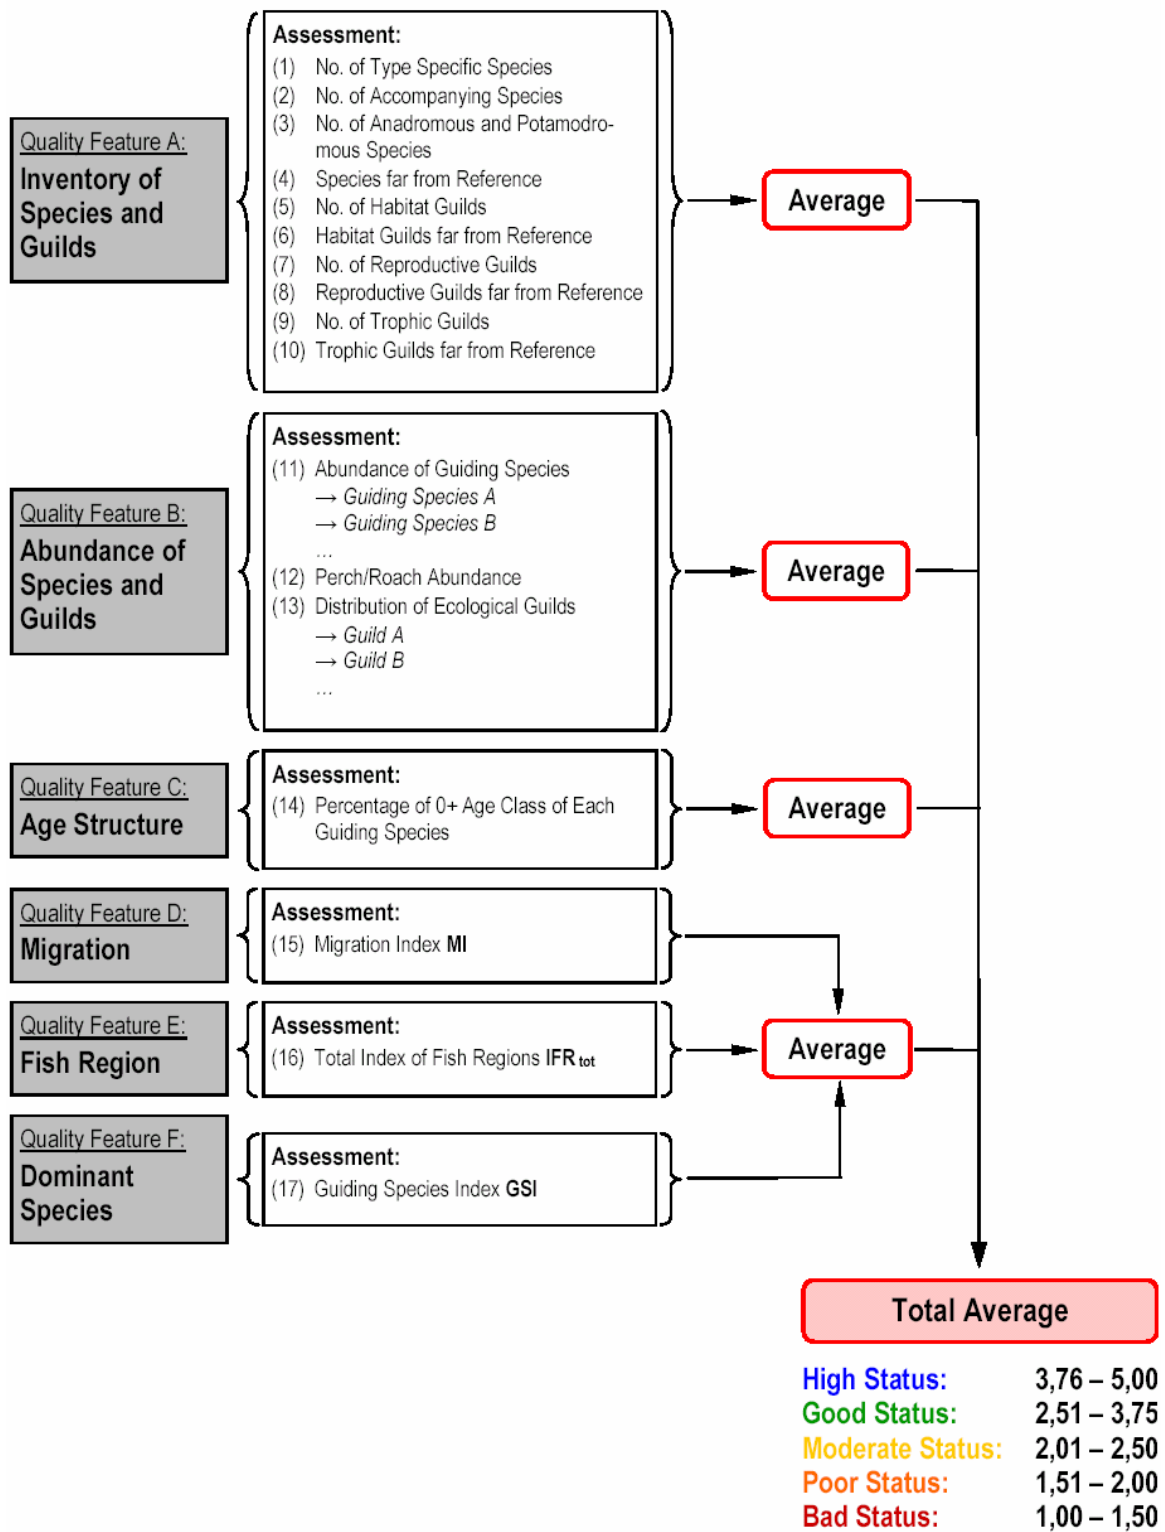 Quality Feature A:
Inventory of
Species and
Guilds
Assessment:
(1) No. of Type Specific Species
(2) No. of Accompanying Species
(3) No. of Anadromous and Potamodro-
mous Species
(4) Species far from Reference
(5) No. of Habitat Guilds
(6) Habitat Guilds far from Reference
(7) No. of Reproductive Guilds
(8) Reproductive Guilds far from Reference
(9) No. of Trophic Guilds
(10) Trophic Guilds far from Reference
Average
Quality Feature B:
Abundance of
Species and
Guilds
Assessment:
(11) Abundance of Guiding Species
→ Guiding Species A
→ Guiding Species B
...
(12) Perch/Roach Abundance
(13) Distribution of Ecological Guilds
→ Guild A
→ Guild B
...
Average
Quality Feature C:
Age Structure
Assessment:
(14) Percentage of 0+ Age Class of Each
Guiding Species
Average
Quality Feature D:
Migration
Assessment:
(15) Migration Index MI
Quality Feature E:
Fish Region
Assessment:
(16) Total Index of Fish Regions IFR tot
Average
Quality Feature F:
Dominant
Species
Assessment:
(17) Guiding Species Index GSI
Total Average
High Status: 3,76 – 5,00
Good Status: 2,51 – 3,75
Moderate Status: 2,01 – 2,50
Poor Status: 1,51 – 2,00
Bad Status: 1,00 – 1,50